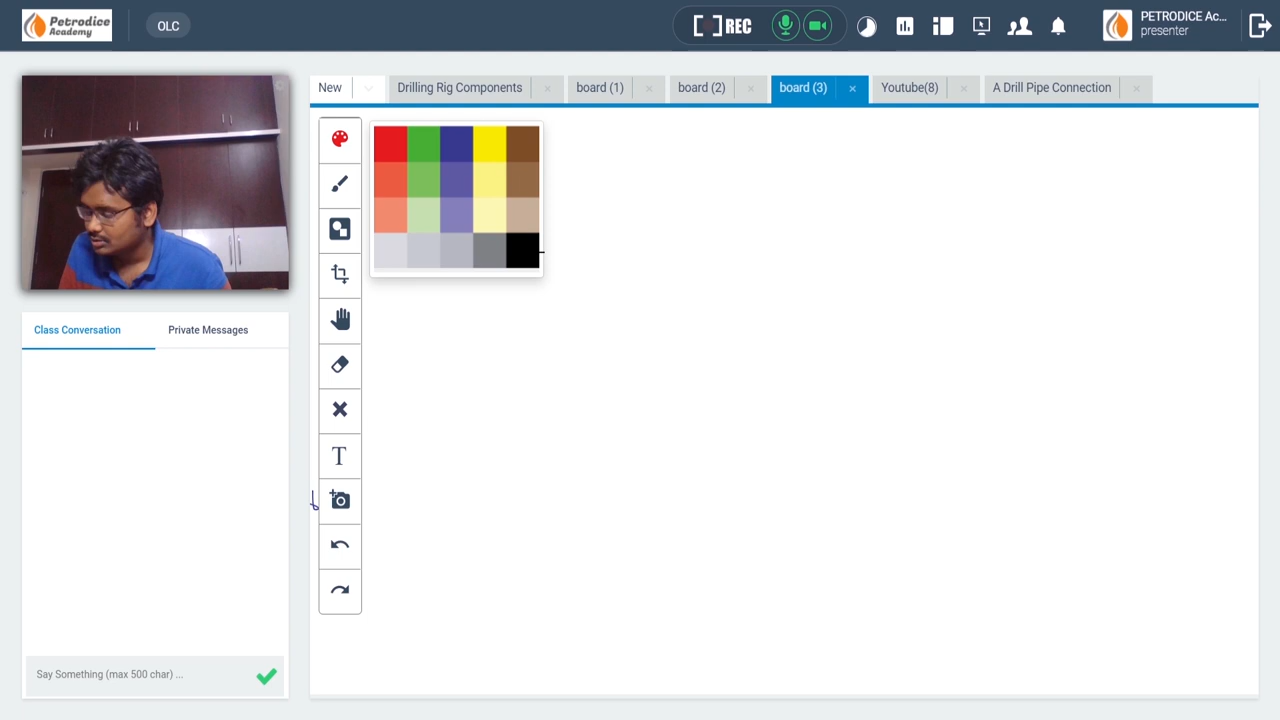 Petrodice
Academy
OLC
REC
PETRODICE Ac...
presenter
New
Drilling Rig Components
board (1)
board (2)
board (3)
Youtube(8)
A Drill Pipe Connection
Class Conversation
Private Messages
T
Say Something (max 500 char) ...